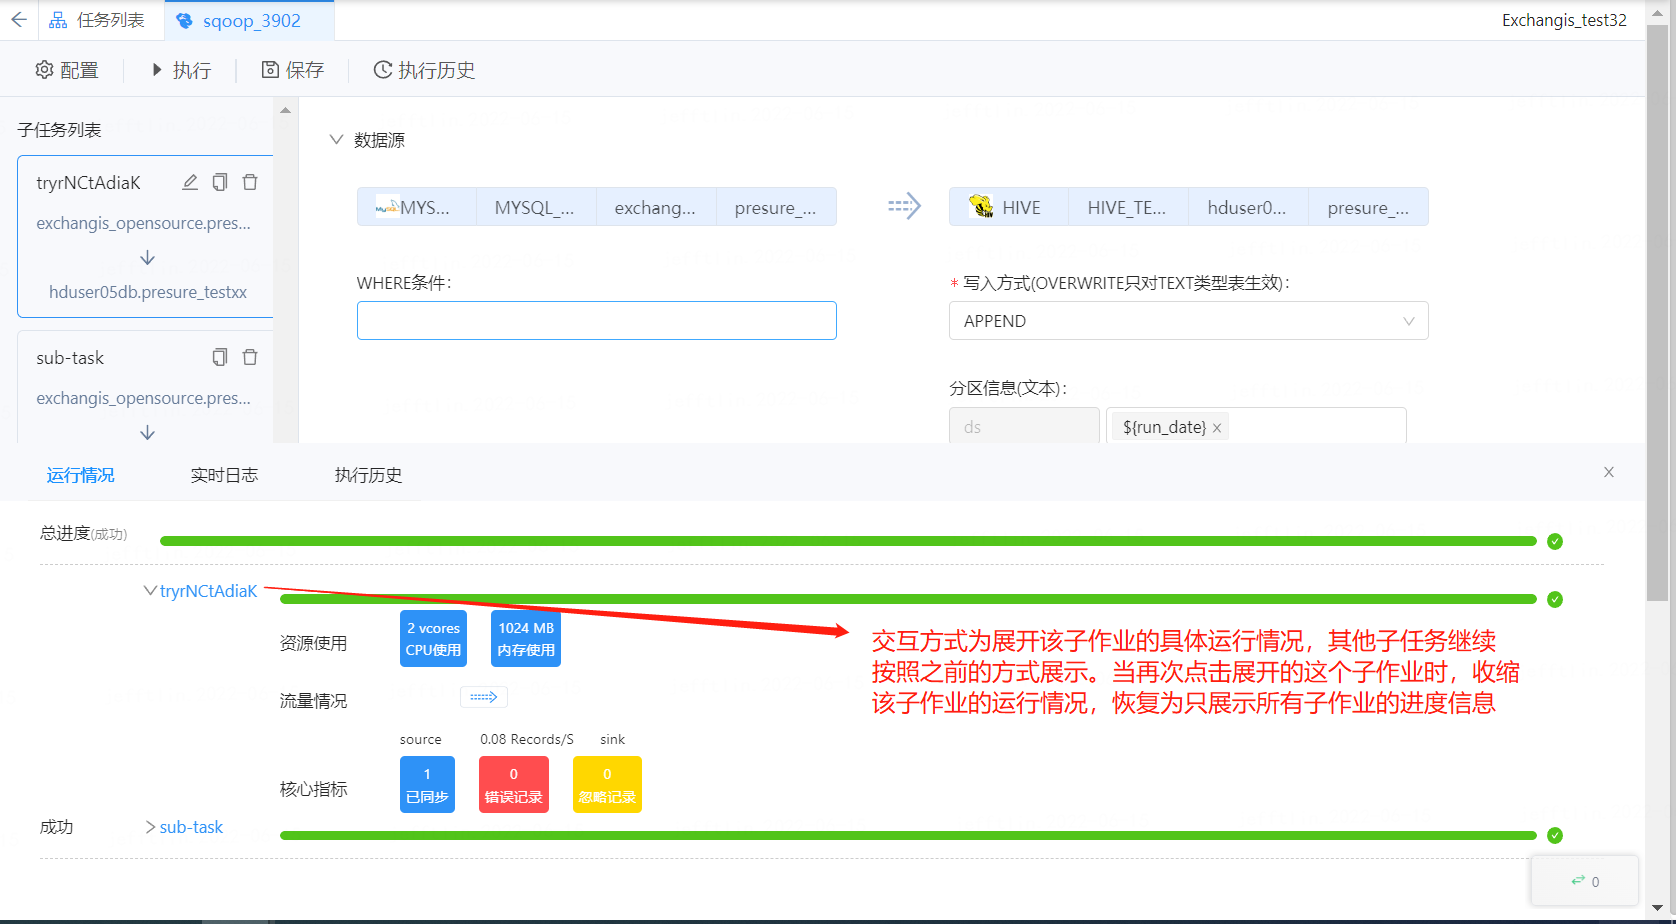 任务列表
sqoop_3902
Exchangis_test32
配置
执行
保存
执行历史
子任务列表
tryrNCtAdiaK
exchangis_opensource.pres...
hduser05db.presure_testxx
sub-task
exchangis_opensource.pres...
数据源
MySQL MYS...
MYSQL_...
exchang...
presure_...
HIVE
HIVE_TE...
hduser0...
presure_...
WHERE条件：
* 写入方式(OVERWRITE只对TEXT类型表生效)：
APPEND
分区信息(文本)：
ds
${run_date} ×
运行情况
实时日志
执行历史
总进度(成功)
tryrNCtAdiaK
资源使用
2 vcores
CPU使用
1024 MB
内存使用
交互方式为展开该子作业的具体运行情况，其他子任务继续
按照之前的方式展示。当再次点击展开的这个子作业时，收缩
该子作业的运行情况，恢复为只展示所有子作业的进度信息
流量情况
source
0.08 Records/S
sink
核心指标
1
已同步
0
错误记录
0
忽略记录
成功
sub-task
0